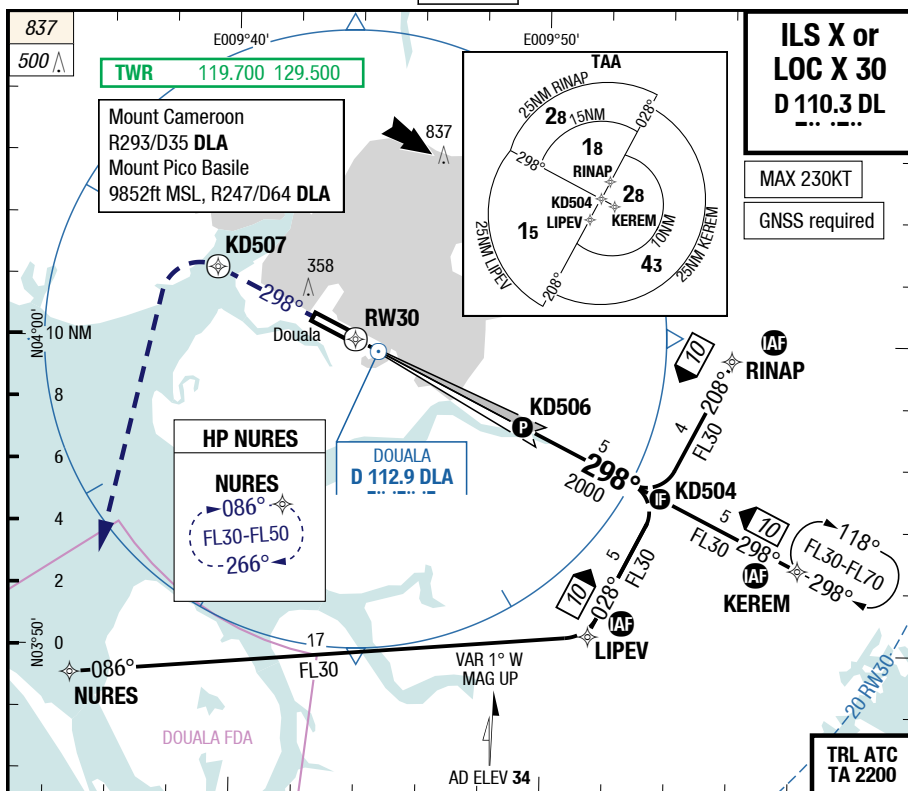 837
500
E009°40'
E009°50'
TWR 119.700 129.500
Mount Cameroon
R293/D35 DLA
Mount Pico Basile
9852ft MSL, R247/D64 DLA
837
TAA
25NM RINAP
28
15NM
028°
298°
18
RINAP
28
KD504
LIPEV
KEREM
15
10NM
43
25NM LIPEV
25NM KEREM
208°
ILS X or
LOC X 30
D 110.3 DL
MAX 230KT
GNSS required
KD507
358
298°
RW30
Douala
N04°00'
10 NM
8
6
4
2
0
N03°50'
IAF
RINAP
10
208°
4
FL30
KD506
P
5
298°
2000
IF
KD504
DOUALA
D 112.9 DLA
HP NURES
NURES
086°
FL30-FL50
266°
5
FL30
10
298°
118°
FL30-FL70
298°
IAF
KEREM
5
FL30
10
028°
IAF
LIPEV
17
FL30
086°
NURES
VAR 1° W
MAG UP
DOUALA FDA
AD ELEV 34
20 RW30
TRL ATC
TA 2200